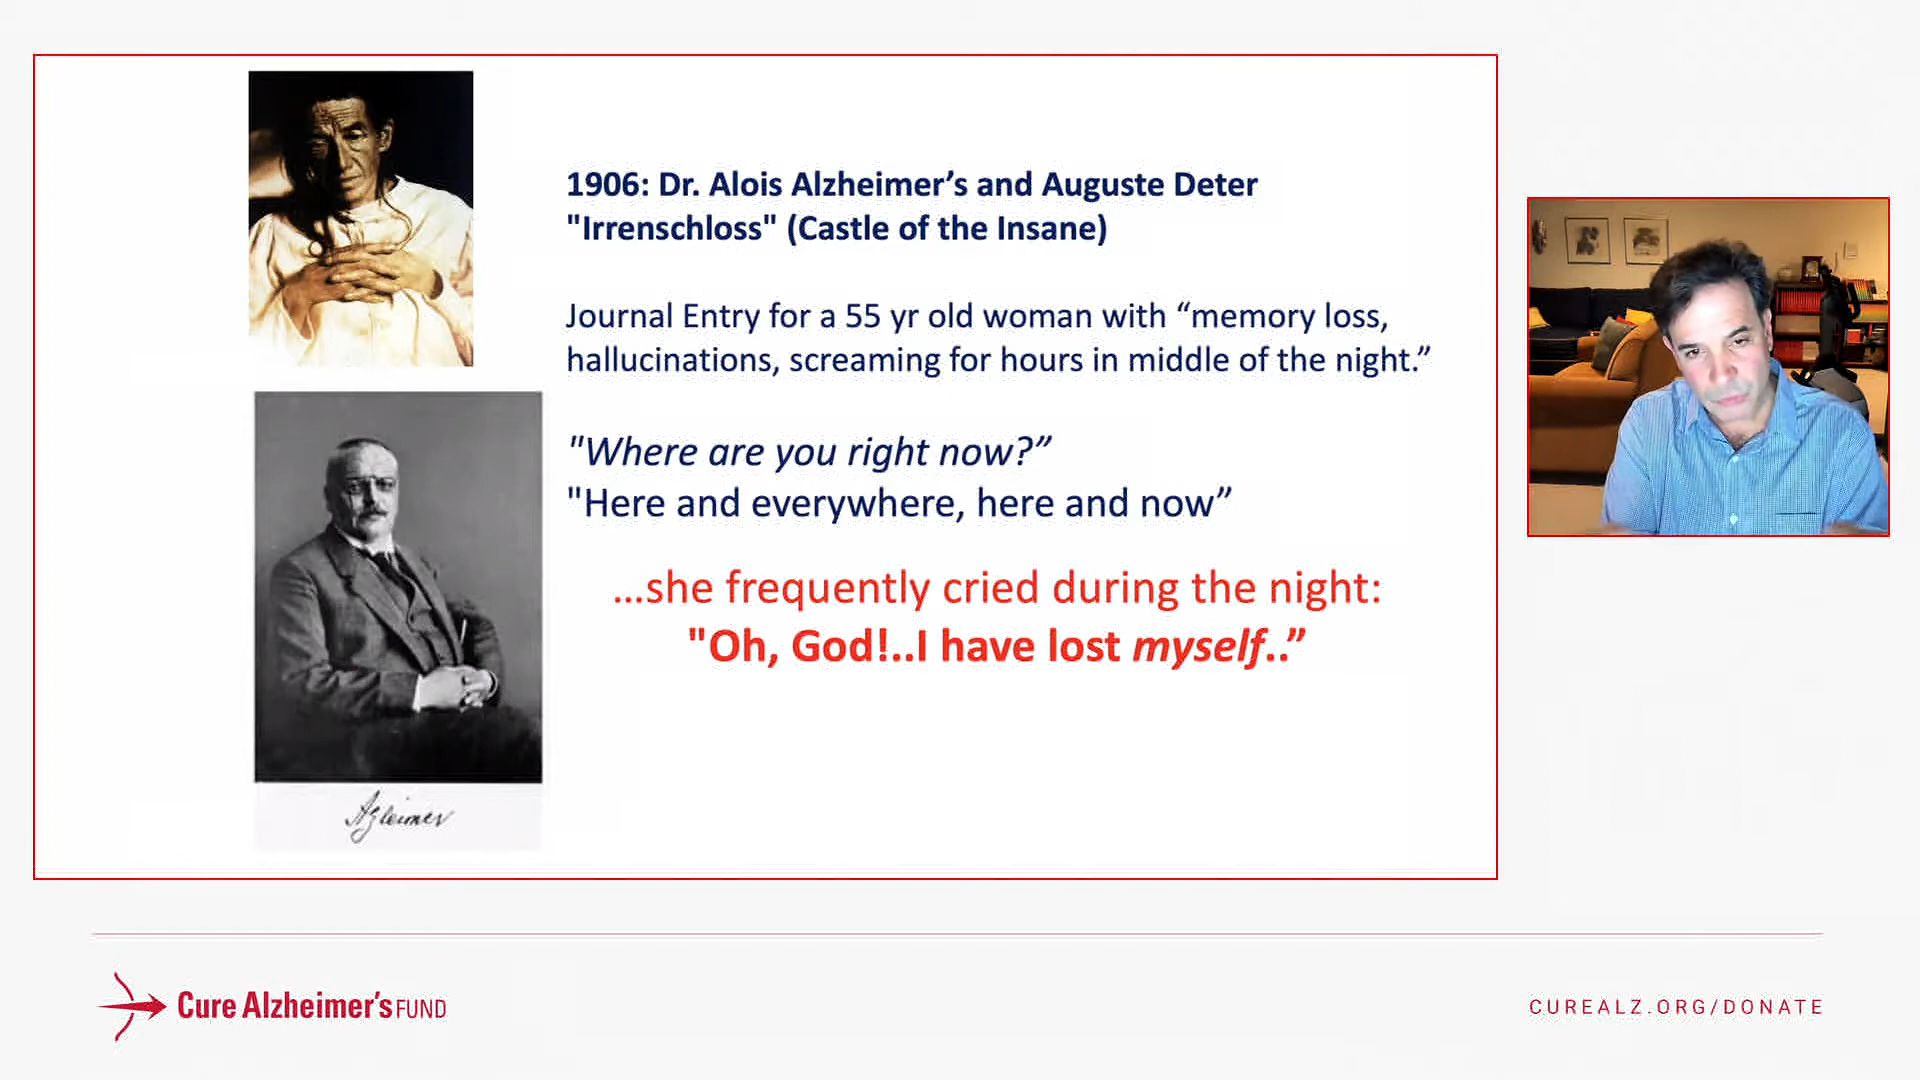 1906: Dr. Alois Alzheimer’s and Auguste Deter
"Irrenschloss" (Castle of the Insane)
Journal Entry for a 55 yr old woman with “memory loss,
hallucinations, screaming for hours in middle of the night.”
"Where are you right now?”
"Here and everywhere, here and now”
...she frequently cried during the night:
"Oh, God!..I have lost myself..”
Cure Alzheimer's FUND
CUREALZ.ORG/DONATE